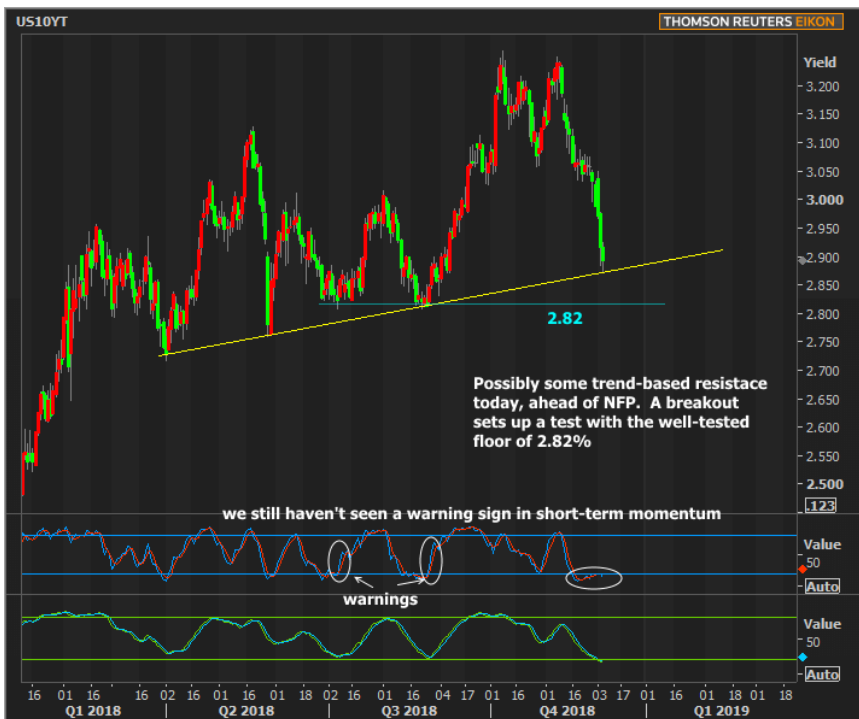 US10YT
THOMSON REUTERS EIKON
Yield
3.200
3.150
3.100
3.050
3.000
2.950
2.900
2.850
2.800
2.750
2.700
2.650
2.600
2.550
2.500
.123
2.82
Possibly some trend-based resistace
today, ahead of NFP. A breakout
sets up a test with the well-tested
floor of 2.82%
we still haven't seen a warning sign in short-term momentum
Value
50
Auto
warnings
Value
50
Auto
16 01 16 02 16 01 16 01 18 02 16 01 16 04 17 01 16 01 16 03 17 01 16 01 18 01 18
Q1 2018 Q2 2018 Q3 2018 Q4 2018 Q1 2019